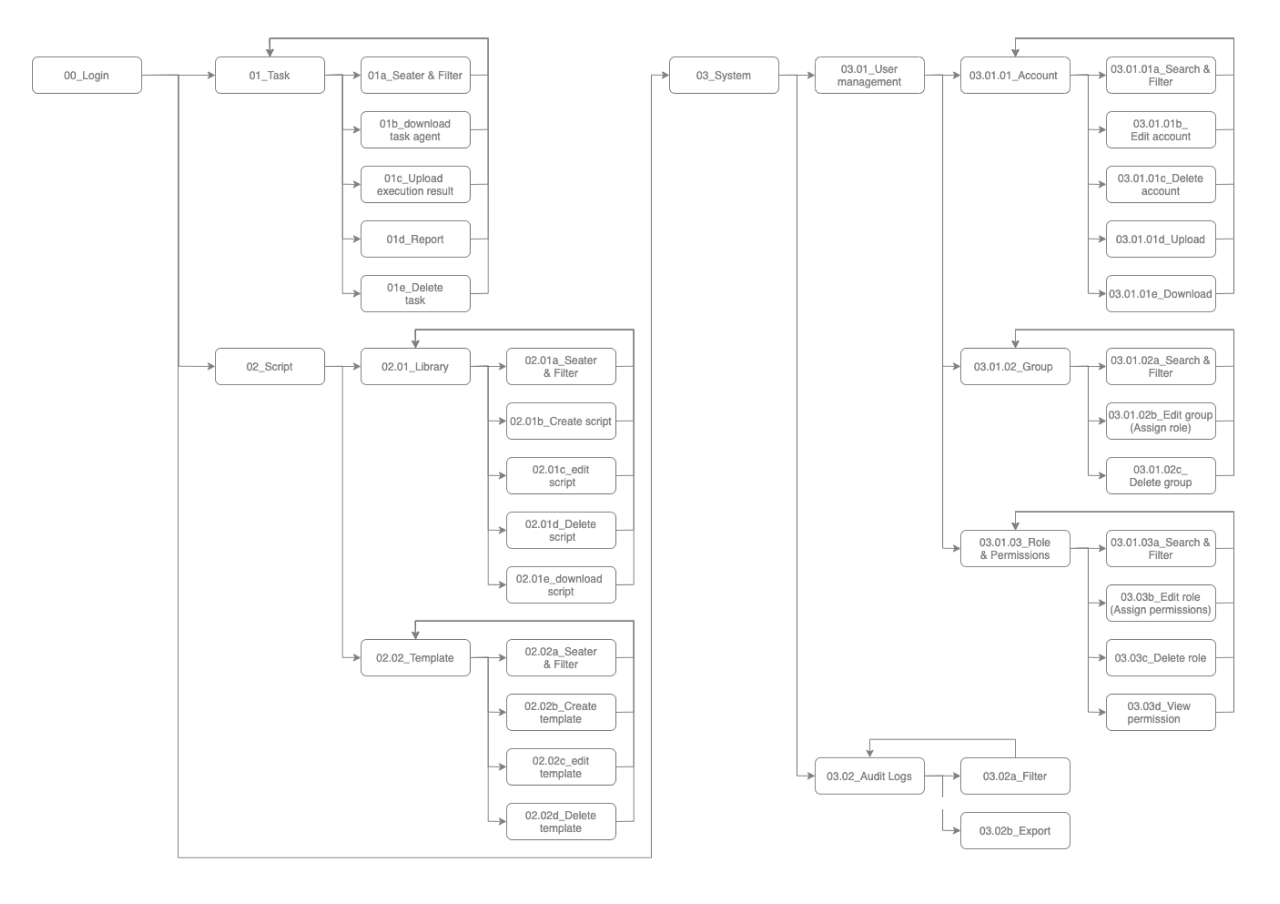 00_Login
01_Task
01a_Seater & Filter
01b_download
task agent
01c_Upload
execution result
01d_Report
01e_Delete
task
02_Script
02.01_Library
02.01a_Seater
& Filter
02.01b_Create script
02.01c_edit
script
02.01d_Delete
script
02.01e_download
script
02.02_Template
02.02a_Seater
& Filter
02.02b_Create
template
02.02c_edit
template
02.02d_Delete
template
03_System
03.01_User
management
03.01.01_Account
03.01.01a_Search &
Filter
03.01.01b_
Edit account
03.01.01c_Delete
account
03.01.01d_Upload
03.01.01e_Download
03.01.02_Group
03.01.02a_Search &
Filter
03.01.02b_Edit group
(Assign role)
03.01.02c_
Delete group
03.01.03_Role
& Permissions
03.01.03a_Search &
Filter
03.03b_Edit role
(Assign permissions)
03.03c_Delete role
03.03d_View
permission
03.02_Audit Logs
03.02a_Filter
03.02b_Export